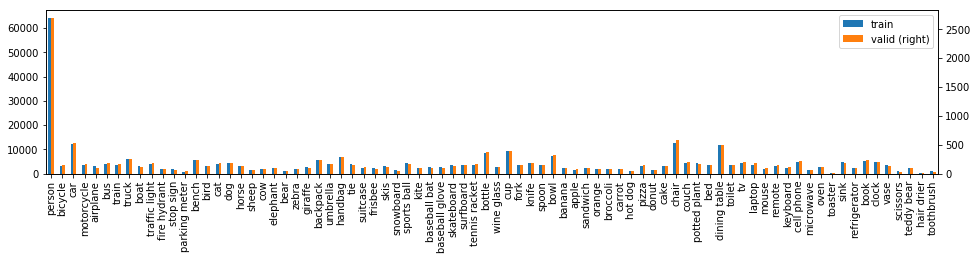 60000
50000
40000
30000
20000
10000
0
train
valid (right)
2500
2000
1500
1000
500
0
person
bicycle
car
motorcycle
airplane
bus
train
truck
boat
traffic light
fire hydrant
stop sign
parking meter
bench
bird
cat
dog
horse
sheep
cow
elephant
bear
zebra
giraffe
backpack
umbrella
handbag
tie
suitcase
frisbee
skis
snowboard
sports ball
kite
baseball bat
baseball glove
skateboard
surfboard
tennis racket
bottle
wine glass
cup
fork
knife
spoon
bowl
banana
apple
sandwich
orange
broccoli
carrot
hot dog
pizza
donut
cake
chair
couch
potted plant
bed
dining table
toilet
tv
laptop
mouse
remote
keyboard
cell phone
microwave
oven
toaster
sink
refrigerator
book
clock
vase
scissors
teddy bear
hair drier
toothbrush